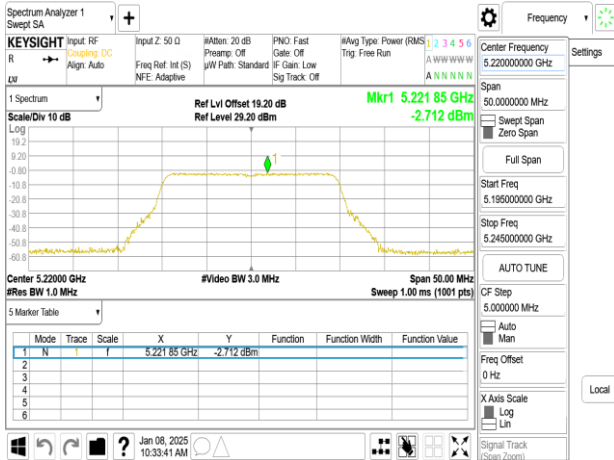 Spectrum Analyzer 1
Swept SA
Frequency
KEYSIGHT
R
Input: RF
Coupling: DC
Align: Auto
Input Z: 50 Ω
Freq Ref: Int (S)
NFE: Adaptive
#Atten: 20 dB
Preamp: Off
µW Path: Standard
PNO: Fast
Gate: Off
IF Gain: Low
Sig Track: Off
#Avg Type: Power (RMS
Trig: Free Run
1 2 3 4 5 6
A W W W W W
A N N N N N
1 Spectrum
Scale/Div 10 dB
Ref Lvl Offset 19.20 dB
Ref Level 29.20 dBm
Mkr1 5.221 85 GHz
-2.712 dBm
Log
19.2
9.20
-0.80
-10.8
-20.8
-30.8
-40.8
-50.8
-60.8
1
Center 5.22000 GHz
#Res BW 1.0 MHz
#Video BW 3.0 MHz
Span 50.00 MHz
Sweep 1.00 ms (1001 pts)
5 Marker Table
Mode Trace Scale X Y Function Function Width Function Value
1 N 1 f 5.221 85 GHz -2.712 dBm
2
3
4
5
6
Jan 08, 2025
10:33:41 AM
Center Frequency
5.220000000 GHz
Settings
Span
50.0000000 MHz
Swept Span
Zero Span
Full Span
Start Freq
5.195000000 GHz
Stop Freq
5.245000000 GHz
AUTO TUNE
CF Step
5.000000 MHz
Auto
Man
Freq Offset
0 Hz
X Axis Scale
Log
Lin
Signal Track
(Span Zoom)
Local